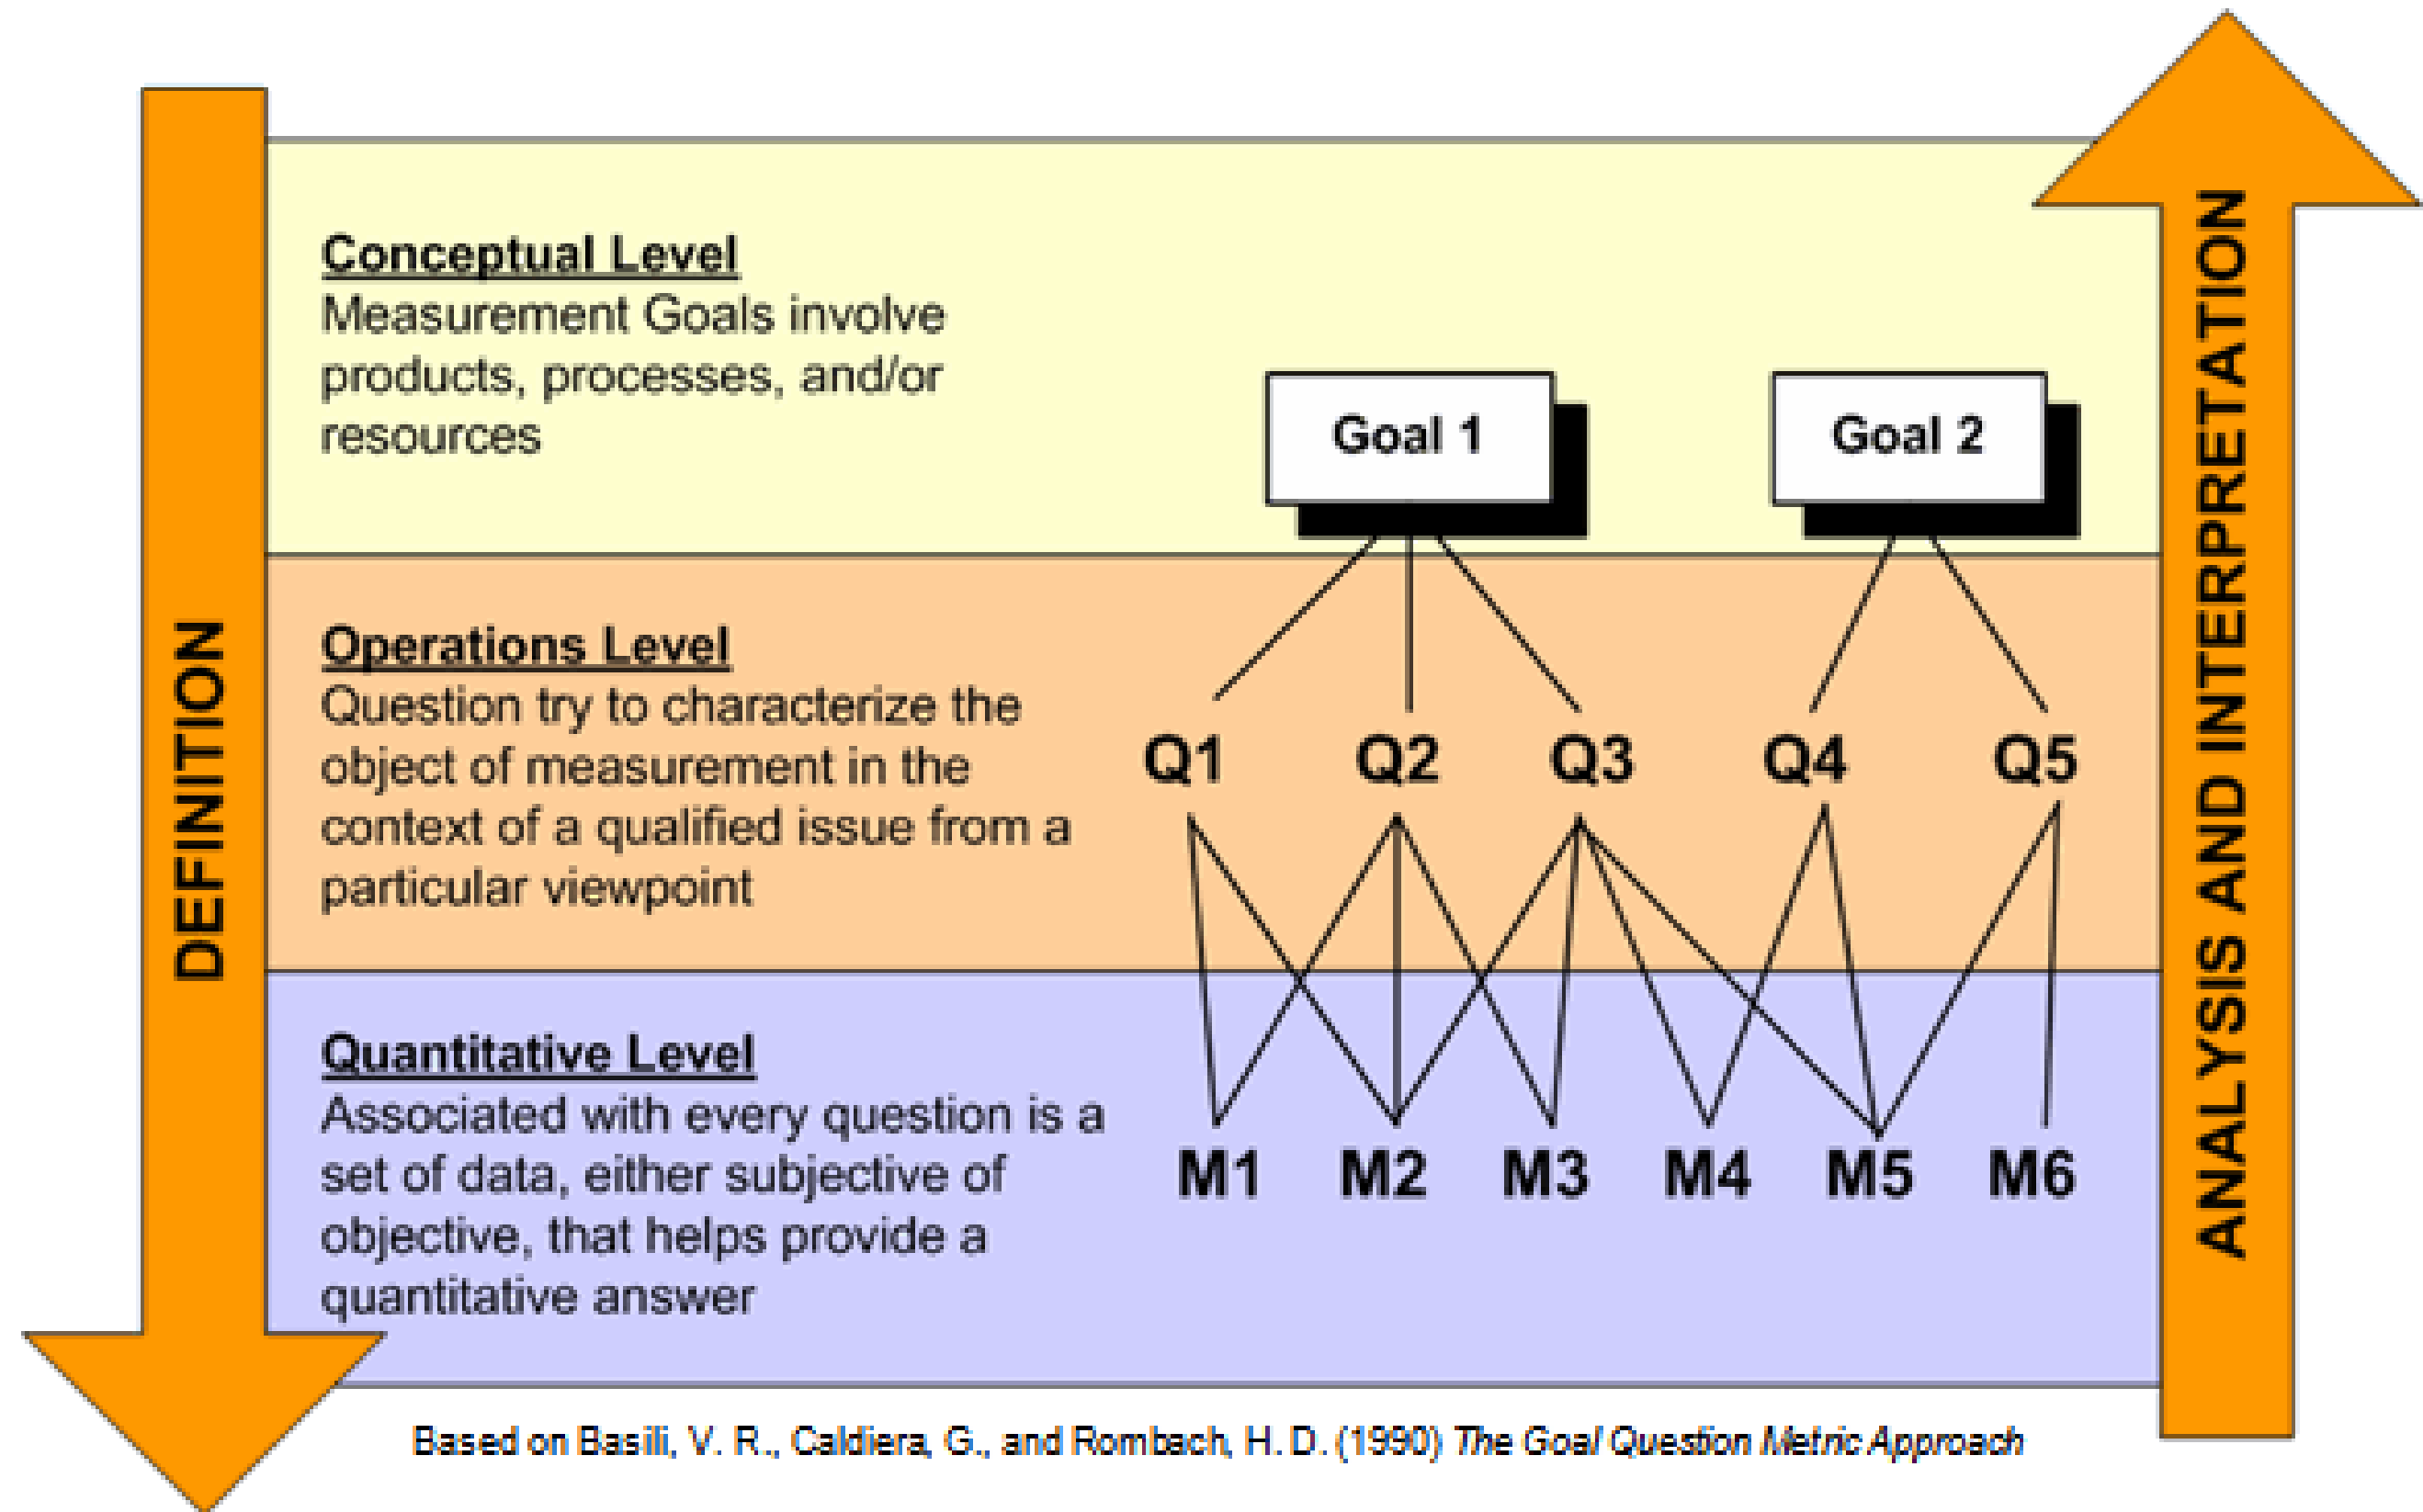 DEFINITION
Conceptual Level
Measurement Goals involve
products, processes, and/or
resources
Goal 1
Goal 2
Operations Level
Question try to characterize the
object of measurement in the
context of a qualified issue from a
particular viewpoint
Q1 Q2 Q3 Q4 Q5
Quantitative Level
Associated with every question is a
set of data, either subjective of
objective, that helps provide a
quantitative answer
M1 M2 M3 M4 M5 M6
ANALYSIS AND INTERPRETATION
Based on Basilli, V. R., Caldiera, G., and Rombach, H. D. (1990) The Goal Question Metric Approach